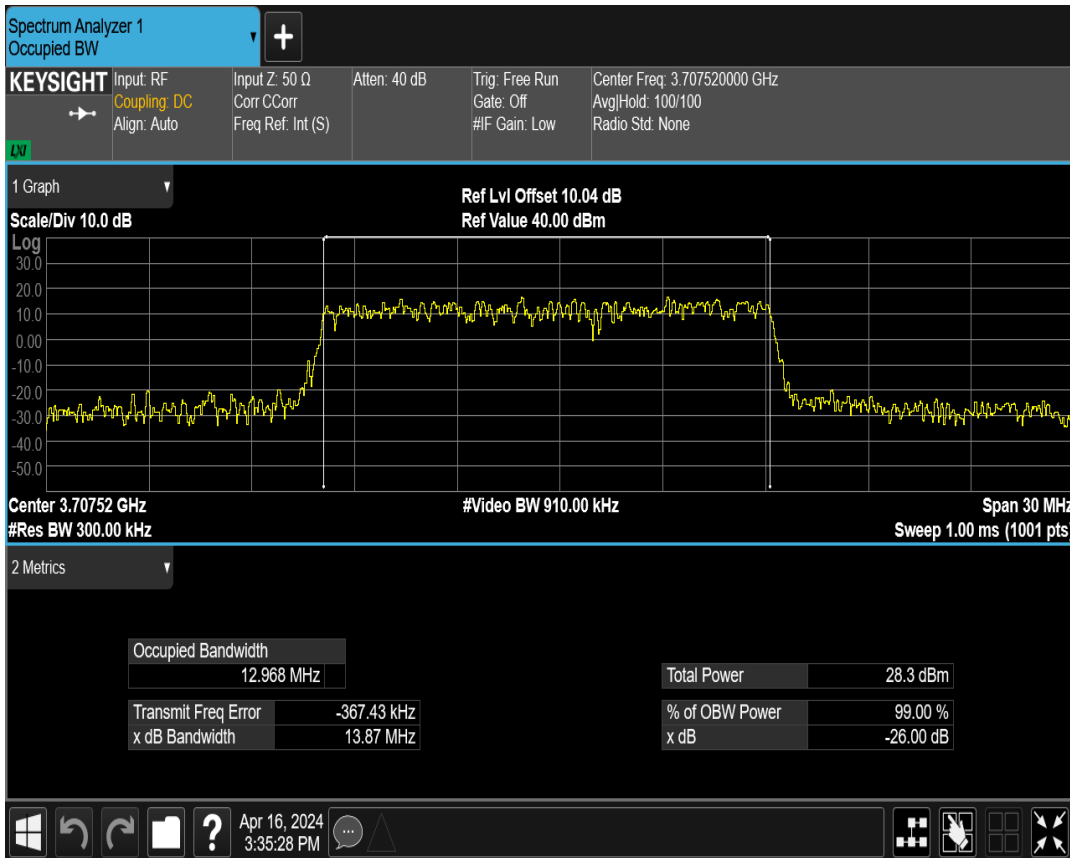 Spectrum Analyzer 1
Occupied BW
KEYSIGHT
LXI
Input: RF
Coupling: DC
Align: Auto
Input Z: 50 Ω
Corr CCorr
Freq Ref: Int (S)
Atten: 40 dB
Trig: Free Run
Gate: Off
#IF Gain: Low
Center Freq: 3.707520000 GHz
Avg|Hold: 100/100
Radio Std: None
1 Graph
Scale/Div 10.0 dB
Ref Lvl Offset 10.04 dB
Ref Value 40.00 dBm
Log
30.0
20.0
10.0
0.00
-10.0
-20.0
-30.0
-40.0
-50.0
Center 3.70752 GHz
#Res BW 300.00 kHz
#Video BW 910.00 kHz
Span 30 MHz
Sweep 1.00 ms (1001 pts)
2 Metrics
Occupied Bandwidth
12.968 MHz
Transmit Freq Error -367.43 kHz
x dB Bandwidth 13.87 MHz
Total Power 28.3 dBm
% of OBW Power 99.00 %
x dB -26.00 dB
Apr 16, 2024
3:35:28 PM